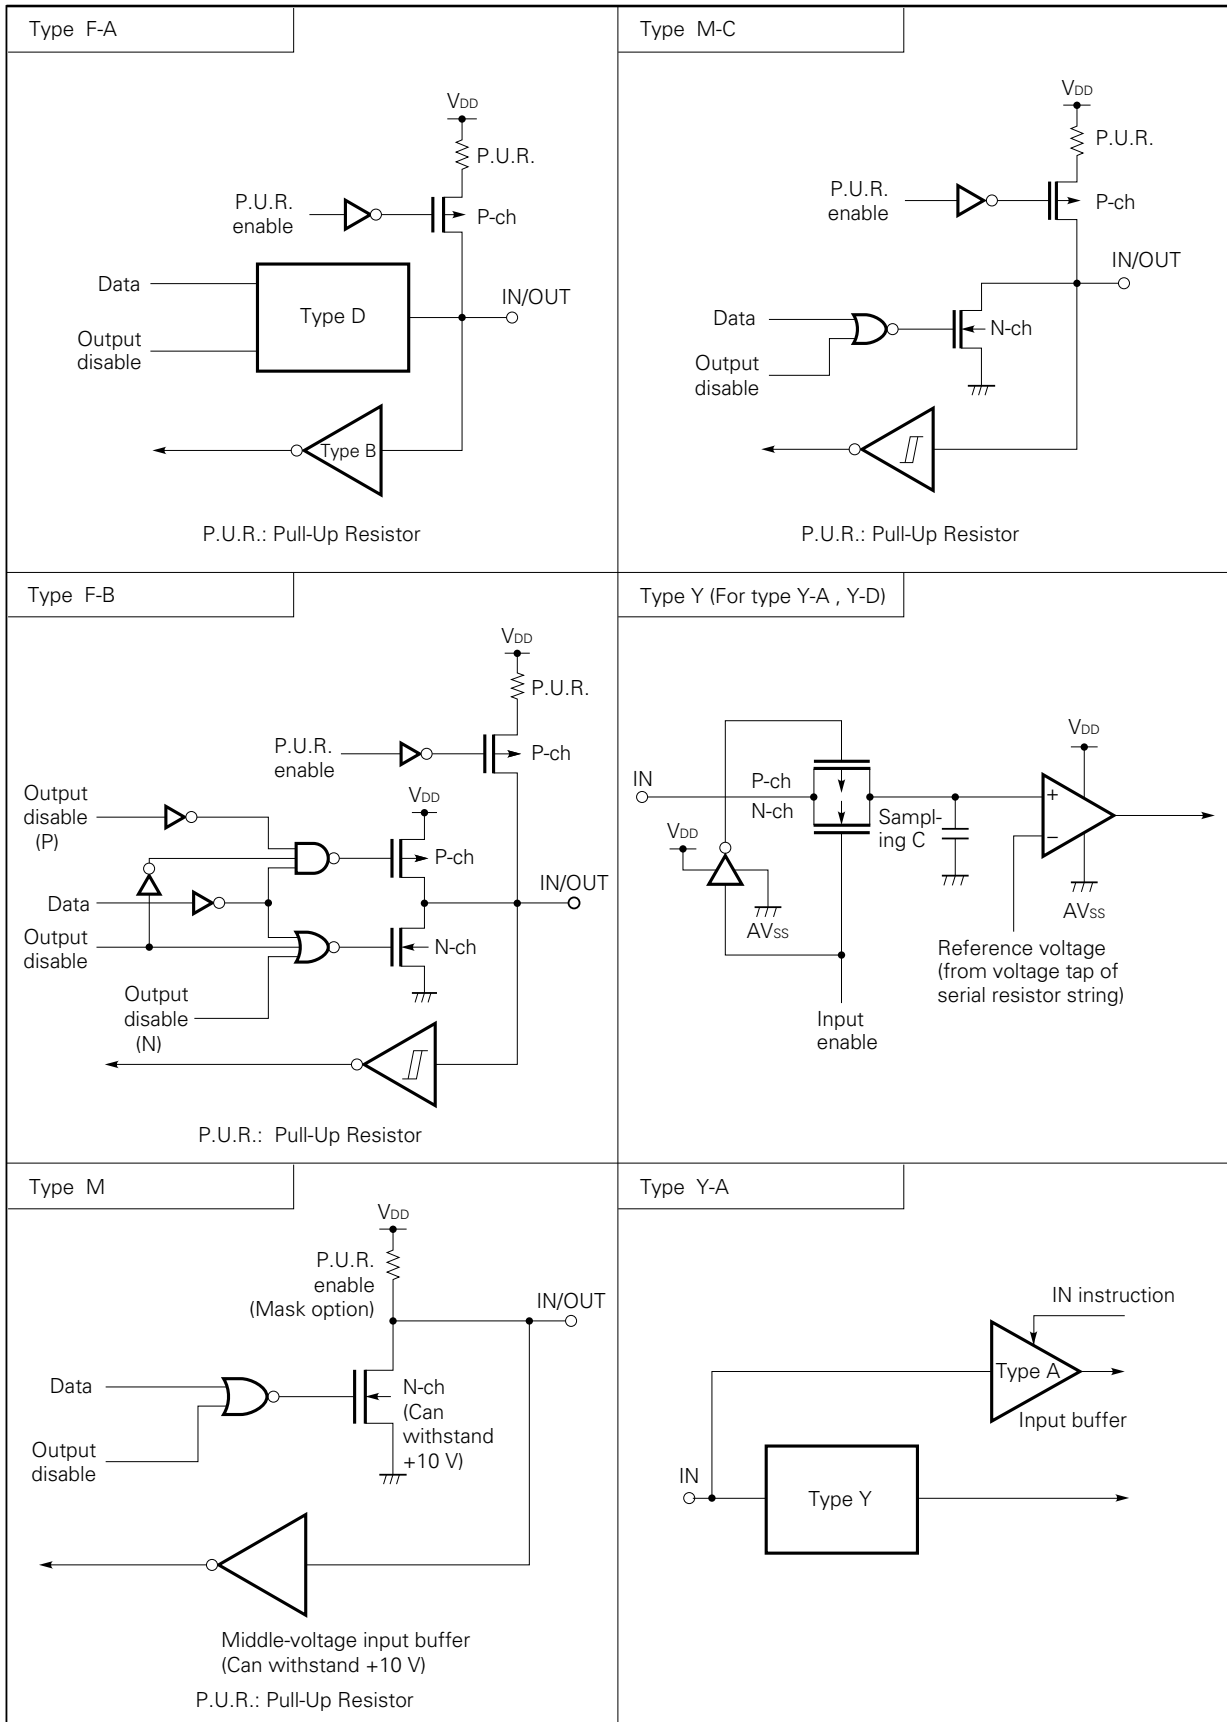 Type F-A
VDD
P.U.R.
P.U.R.
enable
P-ch
Data
Type D
IN/OUT
Output
disable
Type B
P.U.R.: Pull-Up Resistor
Type M-C
VDD
P.U.R.
P.U.R.
enable
P-ch
IN/OUT
Data
N-ch
Output
disable
P.U.R.: Pull-Up Resistor
Type F-B
VDD
P.U.R.
P.U.R.
enable
P-ch
Output
disable
(P)
VDD
P-ch
IN/OUT
Data
Output
disable
N-ch
Output
disable
(N)
P.U.R.: Pull-Up Resistor
Type Y (For type Y-A , Y-D)
VDD
IN
P-ch
N-ch
+
Sampl-
ing C
−
VDD
AVSS
AVSS
Reference voltage
(from voltage tap of
serial resistor string)
Input
enable
Type M
VDD
P.U.R.
enable
(Mask option)
IN/OUT
Data
N-ch
(Can
withstand
+10 V)
Output
disable
Middle-voltage input buffer
(Can withstand +10 V)
P.U.R.: Pull-Up Resistor
Type Y-A
IN instruction
Type A
Input buffer
IN
Type Y